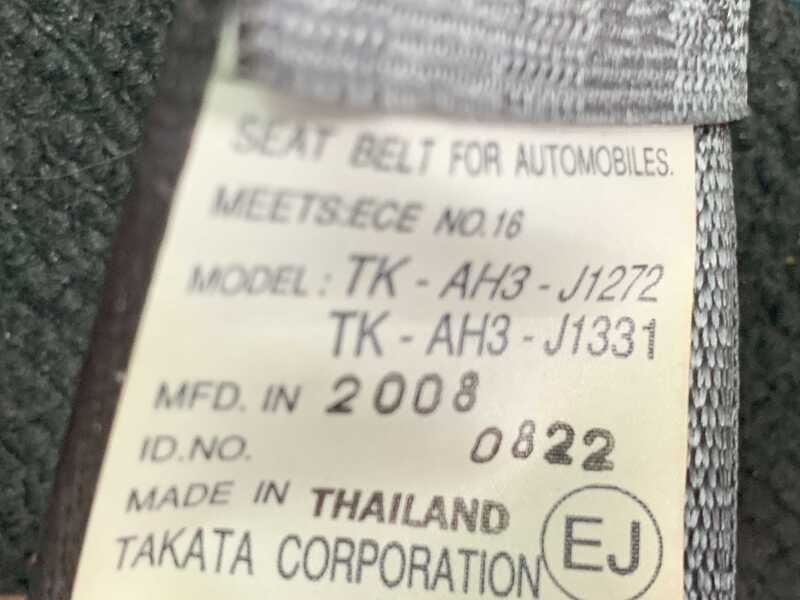 SEAT BELT FOR AUTOMOBILES.
MEETS:ECE NO.16
MODEL: TK - AH3 - J1272
TK - AH3 - J1331
MFD. IN 2008
ID.NO. 0822
MADE IN THAILAND
TAKATA CORPORATION
EJ